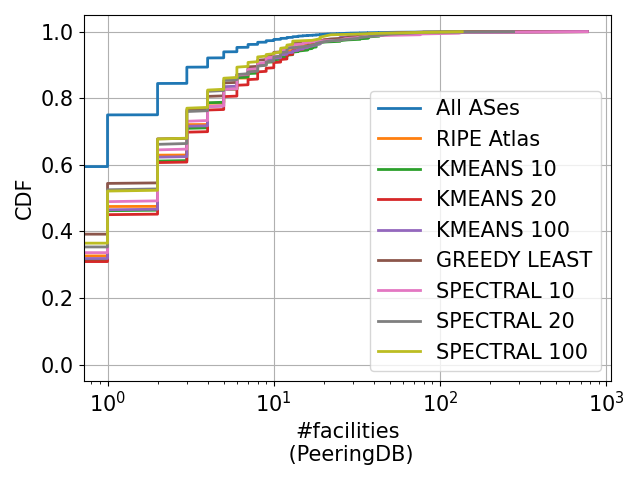 1.0
0.8
0.6
0.4
0.2
0.0
CDF
10⁰
10¹
10²
10³
#facilities
(PeeringDB)
All ASes
RIPE Atlas
KMEANS 10
KMEANS 20
KMEANS 100
GREEDY LEAST
SPECTRAL 10
SPECTRAL 20
SPECTRAL 100